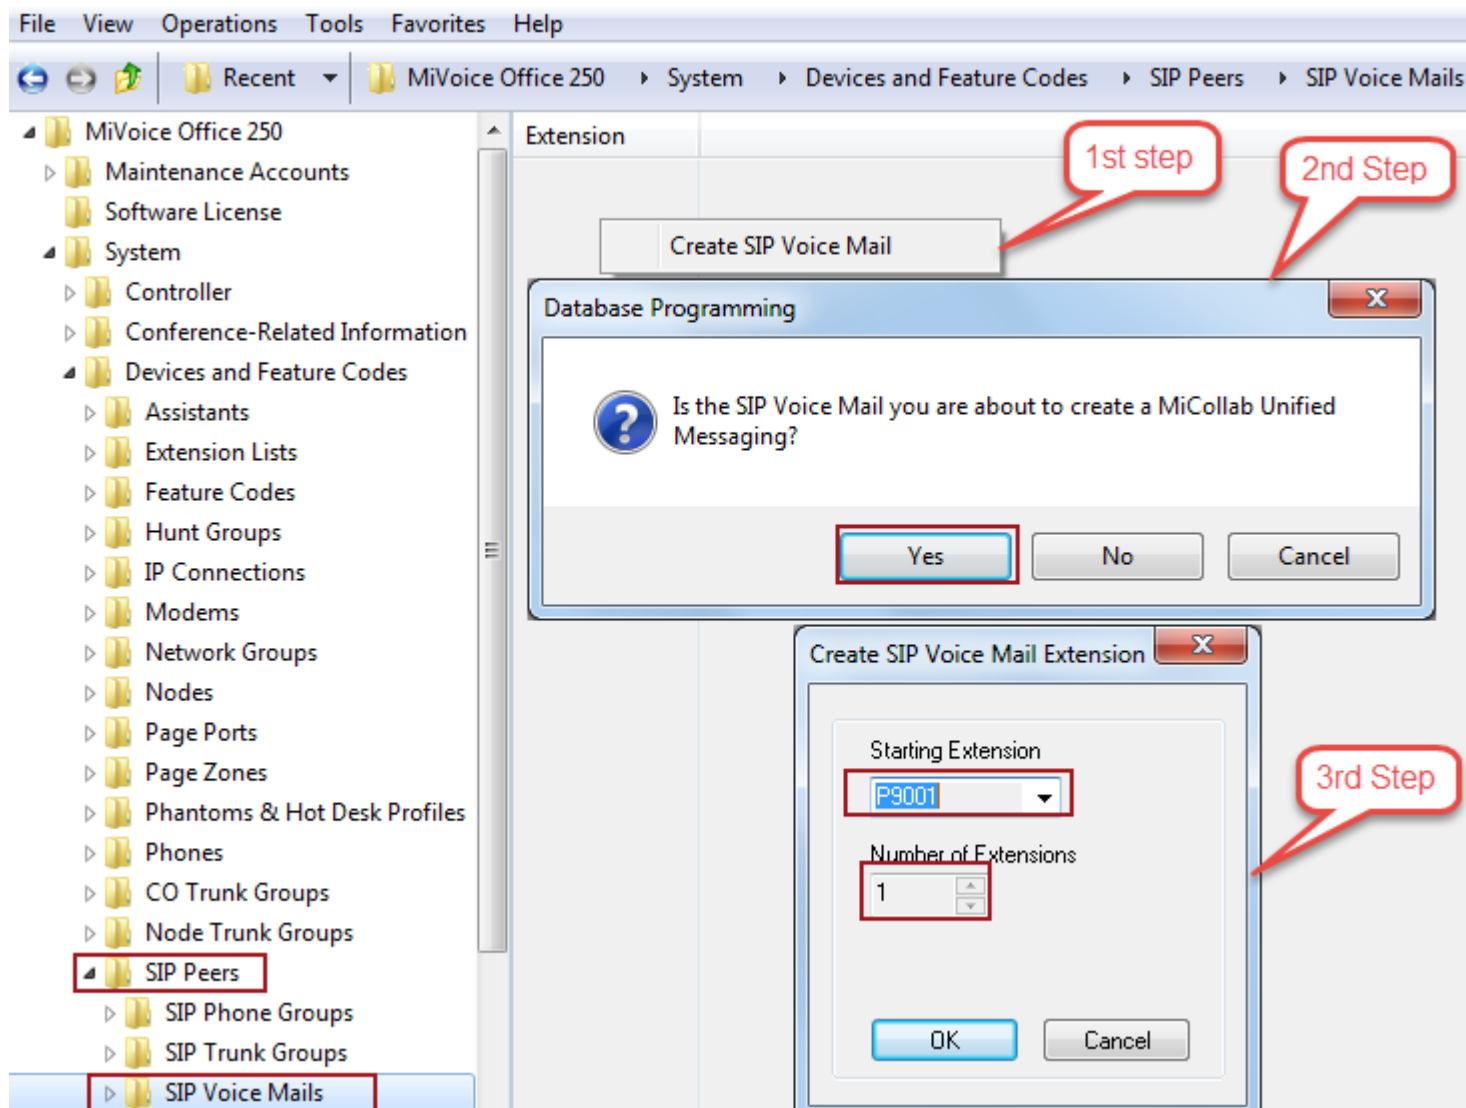 File View Operations Tools Favorites Help
Recent MiVoice Office 250 System Devices and Feature Codes SIP Peers SIP Voice Mails
MiVoice Office 250
Maintenance Accounts
Software License
System
Controller
Conference-Related Information
Devices and Feature Codes
Assistants
Extension Lists
Feature Codes
Hunt Groups
IP Connections
Modems
Network Groups
Nodes
Page Ports
Page Zones
Phantoms & Hot Desk Profiles
Phones
CO Trunk Groups
Node Trunk Groups
SIP Peers
SIP Phone Groups
SIP Trunk Groups
SIP Voice Mails
Extension
1st step
2nd Step
Create SIP Voice Mail
Database Programming
Is the SIP Voice Mail you are about to create a MiCollab Unified
Messaging?
Yes No Cancel
Create SIP Voice Mail Extension
Starting Extension
P9001
3rd Step
Number of Extensions
1
OK Cancel